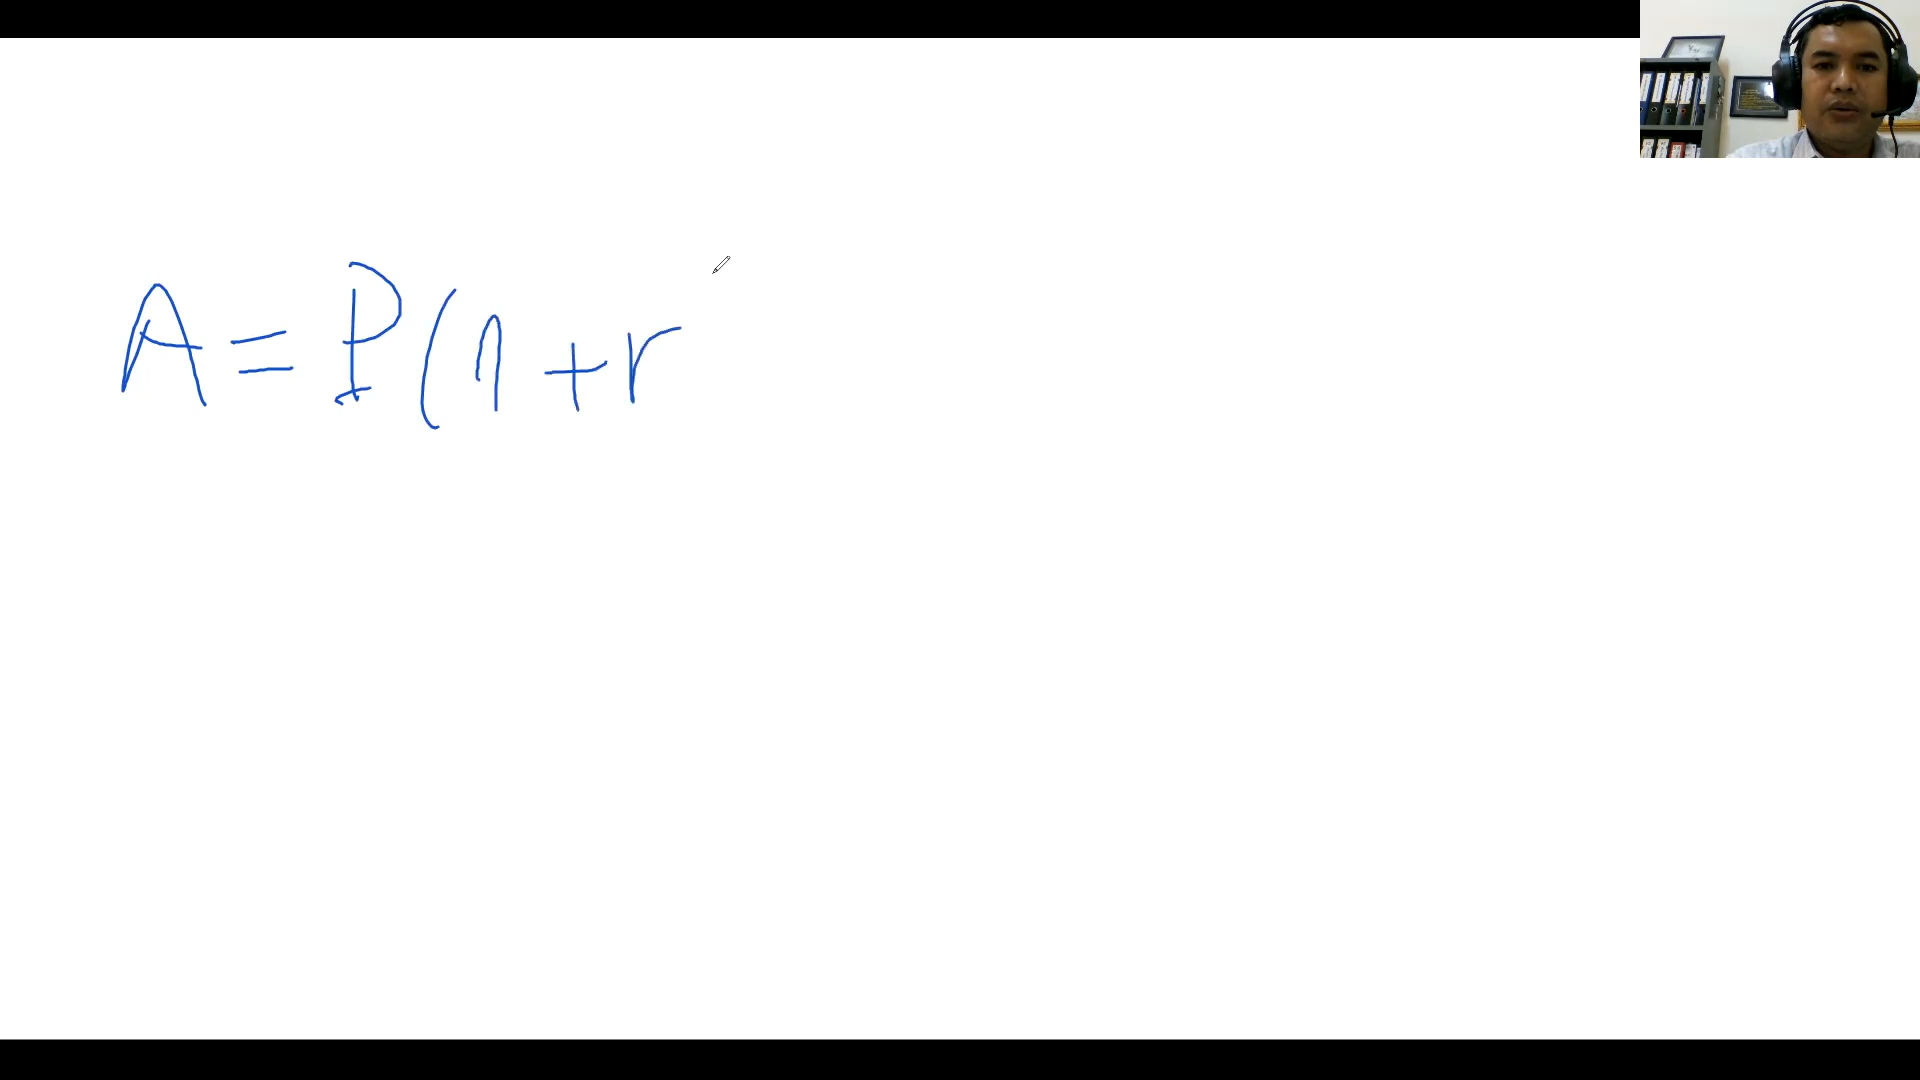 A = P(1 + r